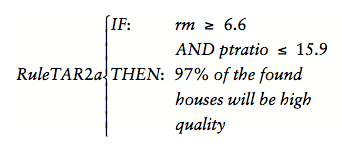 IF: rm ≥ 6.6
AND ptratio ≤ 15.9
RuleTAR2a{THEN: 97% of the found
houses will be high
quality